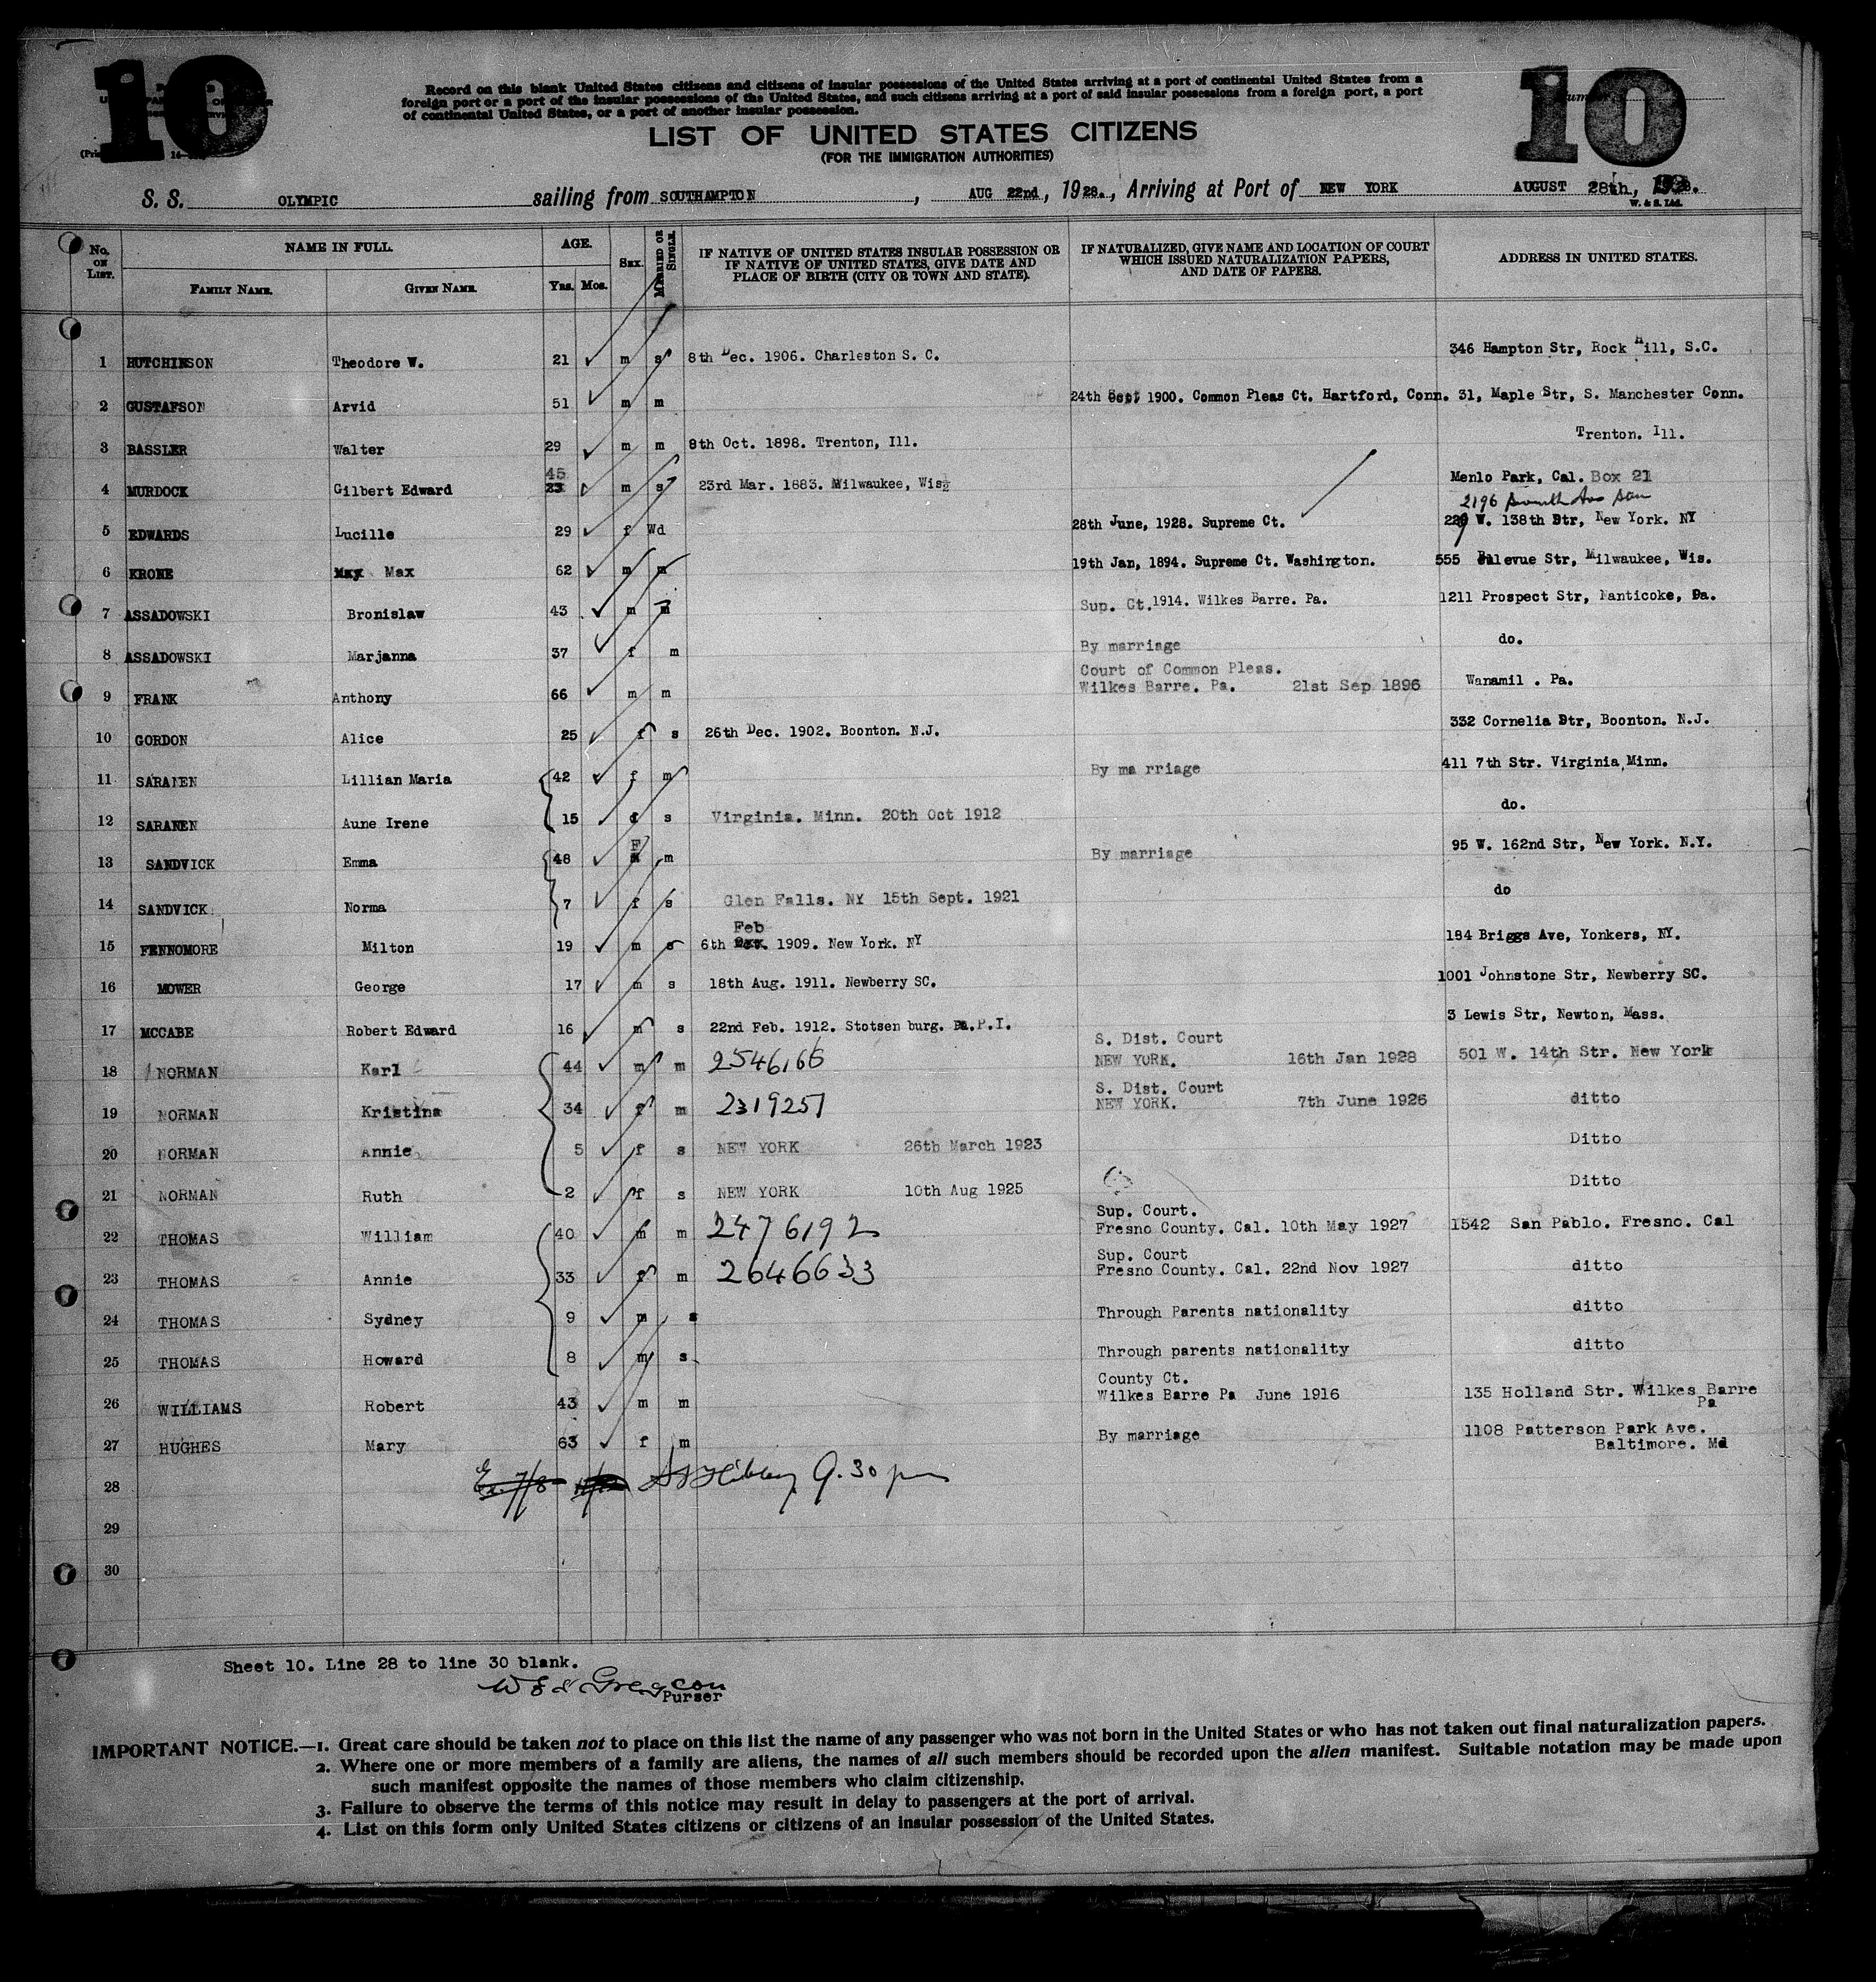 10
10
Record on this blank United States citizens and citizens of insular possessions of the United States arriving at a port of continental United States from a
foreign port or a port of the insular possessions of the United States, and such citizens arriving at a port of said insular possessions from a foreign port, a port
of continental United States, or a port of another insular possession.
LIST OF UNITED STATES CITIZENS
(FOR THE IMMIGRATION AUTHORITIES)
S. S. OLYMPIC sailing from SOUTHAMPTON, AUG 22nd, 1928., Arriving at Port of NEW YORK AUGUST 28th, 1928.
W. & S. Ltd.
No. ON LIST. NAME IN FULL. AGE. SEX. MARRIED OR SINGLE. IF NATIVE OF UNITED STATES INSULAR POSSESSION OR IF NATIVE OF UNITED STATES, GIVE DATE AND PLACE OF BIRTH (CITY OR TOWN AND STATE). IF NATURALIZED, GIVE NAME AND LOCATION OF COURT WHICH ISSUED NATURALIZATION PAPERS, AND DATE OF PAPERS. ADDRESS IN UNITED STATES.
FAMILY NAME. GIVEN NAME. YRS. MOS.
1 HUTCHINSON Theodore W. 21 m s 8th Dec. 1906. Charleston S. C. 346 Hampton Str, Rock Hill, S.C.
2 GUSTAFSON Arvid 51 m m 24th Sept 1900. Common Pleas Ct. Hartford, Conn. 31, Maple Str, S. Manchester Conn.
3 BASSLER Walter 29 m m 8th Oct. 1898. Trenton, Ill. Trenton. Ill.
45
4 MURDOCK Gilbert Edward 23 m s 23rd Mar. 1883. Milwaukee, Wis. Menlo Park, Cal. Box 21
2196
5 EDWARDS Lucille 29 f Wd 28th June, 1928. Supreme Ct. 229 W. 138th Str, New York. NY
6 KRONE Max 62 m m 19th Jan, 1894. Supreme Ct. Washington. 555 Bllevue Str, Milwaukee, Wis.
7 ASSADOWSKI Bronislaw 43 m m Sup. Ct. 1914. Wilkes Barre. Pa. 1211 Prospect Str, Nanticoke, Pa.
8 ASSADOWSKI Marjanna 37 f m By marriage do.
Court of Common Pleas.
9 FRANK Anthony 66 m m Wilkes Barre. Pa. 21st Sep 1896 Wanamil . Pa.
10 GORDON Alice 25 f s 26th Dec. 1902. Boonton. N.J. 332 Cornelia Str, Boonton. N.J.
11 SARANEN Lillian Maria 42 f m By ma rriage 411 7th Str. Virginia, Minn.
12 SARANEN Aune Irene 15 f s Virginia. Minn. 20th Oct 1912 do.
13 SANDVICK Emma 48 F m By marriage 95 W. 162nd Str, New York. N.Y.
14 SANDVICK Norma 7 f s Glen Falls. NY 15th Sept. 1921 do
Feb
15 FENNOMORE Milton 19 m s 6th 1909. New York. NY 184 Briggs Ave, Yonkers, NY.
16 MOWER George 17 m s 18th Aug. 1911. Newberry SC. 1001 Johnstone Str, Newberry SC.
17 MCCABE Robert Edward 16 m s 22nd Feb. 1912. Stotsen burg. P.I. 3 Lewis Str, Newton, Mass.
S. Dist. Court
18 NORMAN Karl 44 m m 2546166 NEW YORK. 16th Jan 1928 501 W. 14th Str. New York
S. Dist. Court
19 NORMAN Kristina 34 f m 2319257 NEW YORK. 7th June 1926 ditto
20 NORMAN Annie 5 f s NEW YORK 26th March 1923 Ditto
21 NORMAN Ruth 2 f s NEW YORK 10th Aug 1925 Ditto
Sup. Court.
22 THOMAS William 40 m m 2476192 Fresno County. Cal. 10th May 1927 1542 San Pablo. Fresno. Cal
Sup. Court
23 THOMAS Annie 33 f m 2646633 Fresno County. Cal. 22nd Nov 1927 ditto
24 THOMAS Sydney 9 m s Through Parents nationality ditto
25 THOMAS Howard 8 m s Through parents nationality ditto
County Ct.
26 WILLIAMS Robert 43 m m Wilkes Barre Pa June 1916 135 Holland Str. Wilkes Barre
Pa
27 HUGHES Mary 63 f m By marriage 1108 Patterson Park Ave.
Baltimore. Md
28 9.30 pm
29
30
Sheet 10. Line 28 to line 30 blank.
Purser
IMPORTANT NOTICE.—1. Great care should be taken not to place on this list the name of any passenger who was not born in the United States or who has not taken out final naturalization papers.
2. Where one or more members of a family are aliens, the names of all such members should be recorded upon the alien manifest. Suitable notation may be made upon
such manifest opposite the names of those members who claim citizenship.
3. Failure to observe the terms of this notice may result in delay to passengers at the port of arrival.
4. List on this form only United States citizens or citizens of an insular possession of the United States.